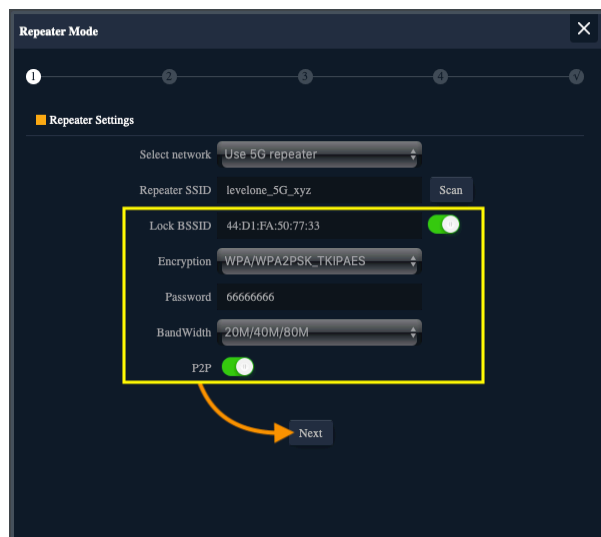 Repeater Mode
1 2 3 4 √
Repeater Settings
Select network Use 5G repeater
Repeater SSID levelone_5G_xyz Scan
Lock BSSID 44:D1:FA:50:77:33
Encryption WPA/WPA2PSK_TKIPAES
Password 66666666
BandWidth 20M/40M/80M
P2P
Next